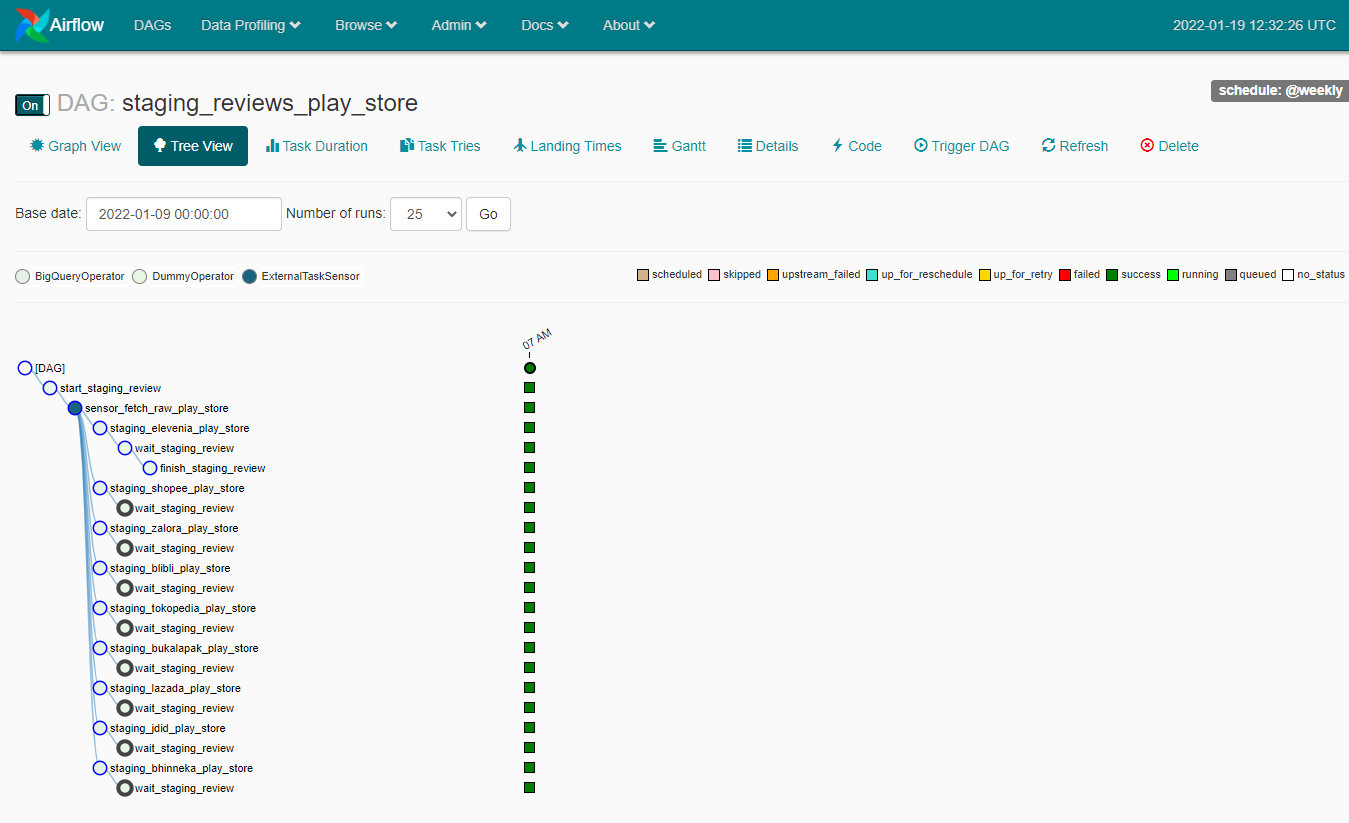 Airflow DAGs Data Profiling Browse Admin Docs About 2022-01-19 12:32:26 UTC
On DAG: staging_reviews_play_store schedule: @weekly
Graph View Tree View Task Duration Task Tries Landing Times Gantt Details Code Trigger DAG Refresh Delete
Base date: 2022-01-09 00:00:00 Number of runs: 25 Go
BigQueryOperator DummyOperator ExternalTaskSensor scheduled skipped upstream_failed up_for_reschedule up_for_retry failed success running queued no_status
07 AM
[DAG]
start_staging_review
sensor_fetch_raw_play_store
staging_elevenia_play_store
wait_staging_review
finish_staging_review
staging_shopee_play_store
wait_staging_review
staging_zalora_play_store
wait_staging_review
staging_blibli_play_store
wait_staging_review
staging_tokopedia_play_store
wait_staging_review
staging_bukalapak_play_store
wait_staging_review
staging_lazada_play_store
wait_staging_review
staging_jdid_play_store
wait_staging_review
staging_bhinneka_play_store
wait_staging_review